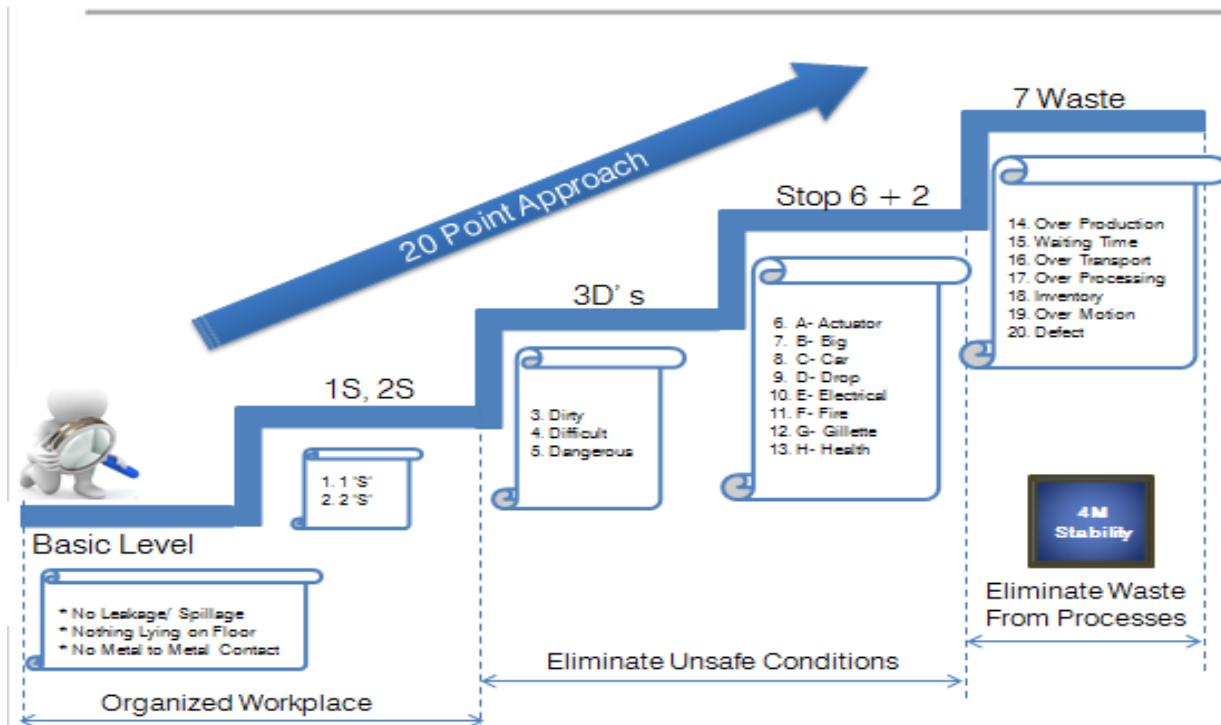 7 Waste
20 Point Approach
Stop 6 + 2
14. Over Production
15. Waiting Time
16. Over Transport
17. Over Processing
18. Inventory
19. Over Motion
20. Defect
3D' s
6. A- Actuator
7. B- Big
8. C- Car
9. D- Drop
10. E- Electrical
11. F- Fire
12. G- Gillette
13. H- Health
1S, 2S
3. Dirty
4. Difficult
5. Dangerous
1. 1 "S"
2. 2 "S"
4M
Stability
Basic Level
* No Leakage/ Spillage
* Nothing Lying on Floor
* No Metal to Metal Contact
Eliminate Waste
From Processes
Eliminate Unsafe Conditions
Organized Workplace